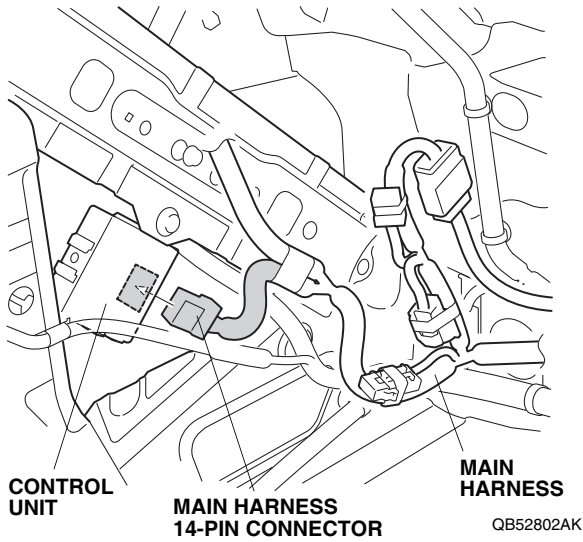 CONTROL
UNIT
MAIN HARNESS
14-PIN CONNECTOR
MAIN
HARNESS
QB52802AK